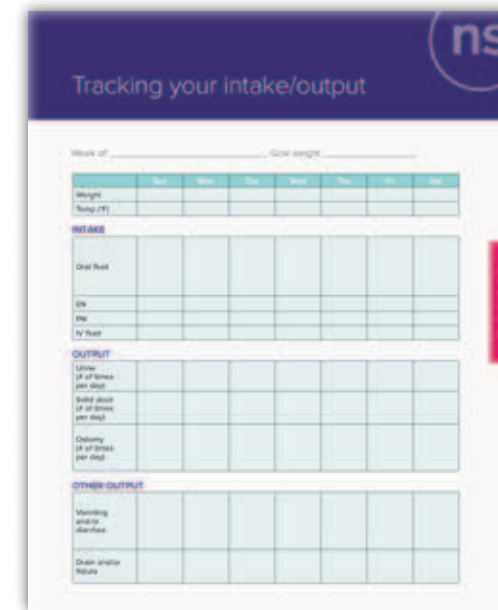 ns
Tracking your intake/output
Week of: Goal weight:
Sun Mon Tue Wed Thu Fri Sat
Weight
Temp (°F)
INTAKE
Oral fluid
EN
PN
IV fluid
OUTPUT
Urine
(# of times
per day)
Solid stool
(# of times
per day)
Ostomy
(# of times
per day)
OTHER OUTPUT
Vomiting
and/or
diarrhea
Drain and/or
fistula